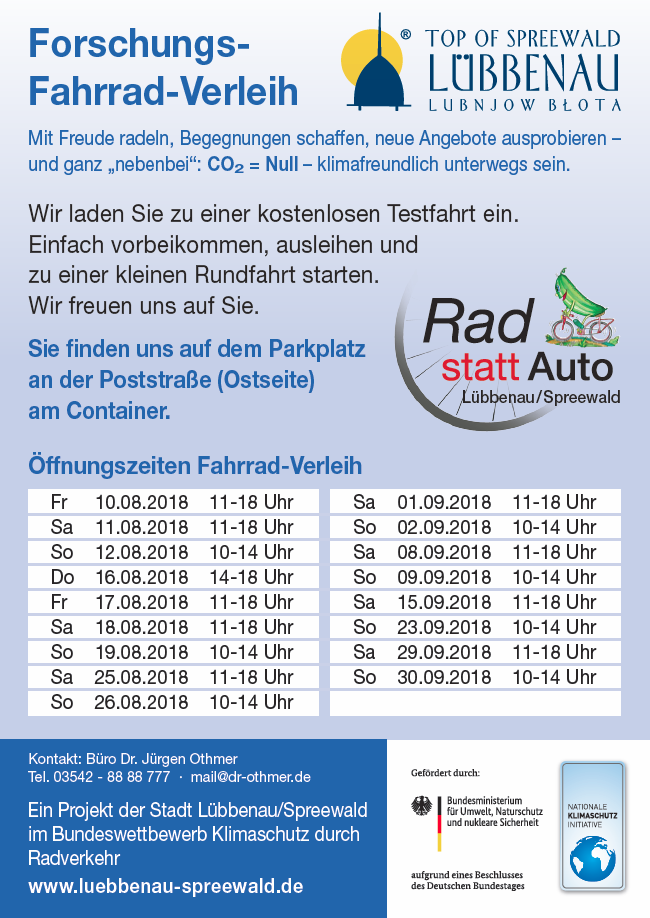 Forschungs-
Fahrrad-Verleih
®
TOP OF SPREEWALD
LÜBBENAU
LUBNJOW BŁOTA
Mit Freude radeln, Begegnungen schaffen, neue Angebote ausprobieren –
und ganz „nebenbei“: CO₂ = Null – klimafreundlich unterwegs sein.
Wir laden Sie zu einer kostenlosen Testfahrt ein.
Einfach vorbeikommen, ausleihen und
zu einer kleinen Rundfahrt starten.
Wir freuen uns auf Sie.
Rad
statt Auto
Lübbenau/Spreewald
Sie finden uns auf dem Parkplatz
an der Poststraße (Ostseite)
am Container.
Öffnungszeiten Fahrrad-Verleih
Fr 10.08.2018 11-18 Uhr
Sa 11.08.2018 11-18 Uhr
So 12.08.2018 10-14 Uhr
Do 16.08.2018 14-18 Uhr
Fr 17.08.2018 11-18 Uhr
Sa 18.08.2018 11-18 Uhr
So 19.08.2018 10-14 Uhr
Sa 25.08.2018 11-18 Uhr
So 26.08.2018 10-14 Uhr
Sa 01.09.2018 11-18 Uhr
So 02.09.2018 10-14 Uhr
Sa 08.09.2018 11-18 Uhr
So 09.09.2018 10-14 Uhr
Sa 15.09.2018 11-18 Uhr
So 23.09.2018 10-14 Uhr
Sa 29.09.2018 11-18 Uhr
So 30.09.2018 10-14 Uhr
Kontakt: Büro Dr. Jürgen Othmer
Tel. 03542 - 88 88 777 · mail@dr-othmer.de
Ein Projekt der Stadt Lübbenau/Spreewald
im Bundeswettbewerb Klimaschutz durch
Radverkehr
www.luebbenau-spreewald.de
Gefördert durch:
Bundesministerium
für Umwelt, Naturschutz
und nukleare Sicherheit
aufgrund eines Beschlusses
des Deutschen Bundestages
NATIONALE
KLIMASCHUTZ
INITIATIVE